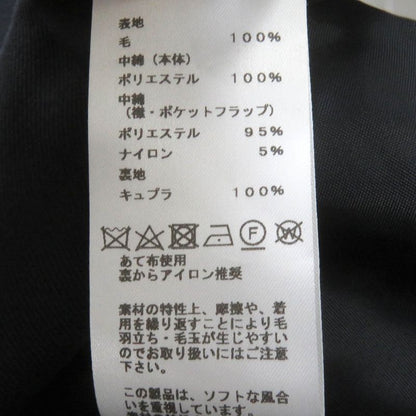 表地
毛 100%
中綿（本体）
ポリエステル 100%
中綿
（襟・ポケットフラップ）
ポリエステル 95%
ナイロン 5%
裏地
キュプラ 100%
F W
あて布使用
裏からアイロン推奨
素材の特性上、摩擦や、着
用を繰り返すことにより毛
羽立ち・毛玉が生じやすい
のでお取り扱いにはご注意
下さい。
この製品は、ソフトな風合
いを重視しています。